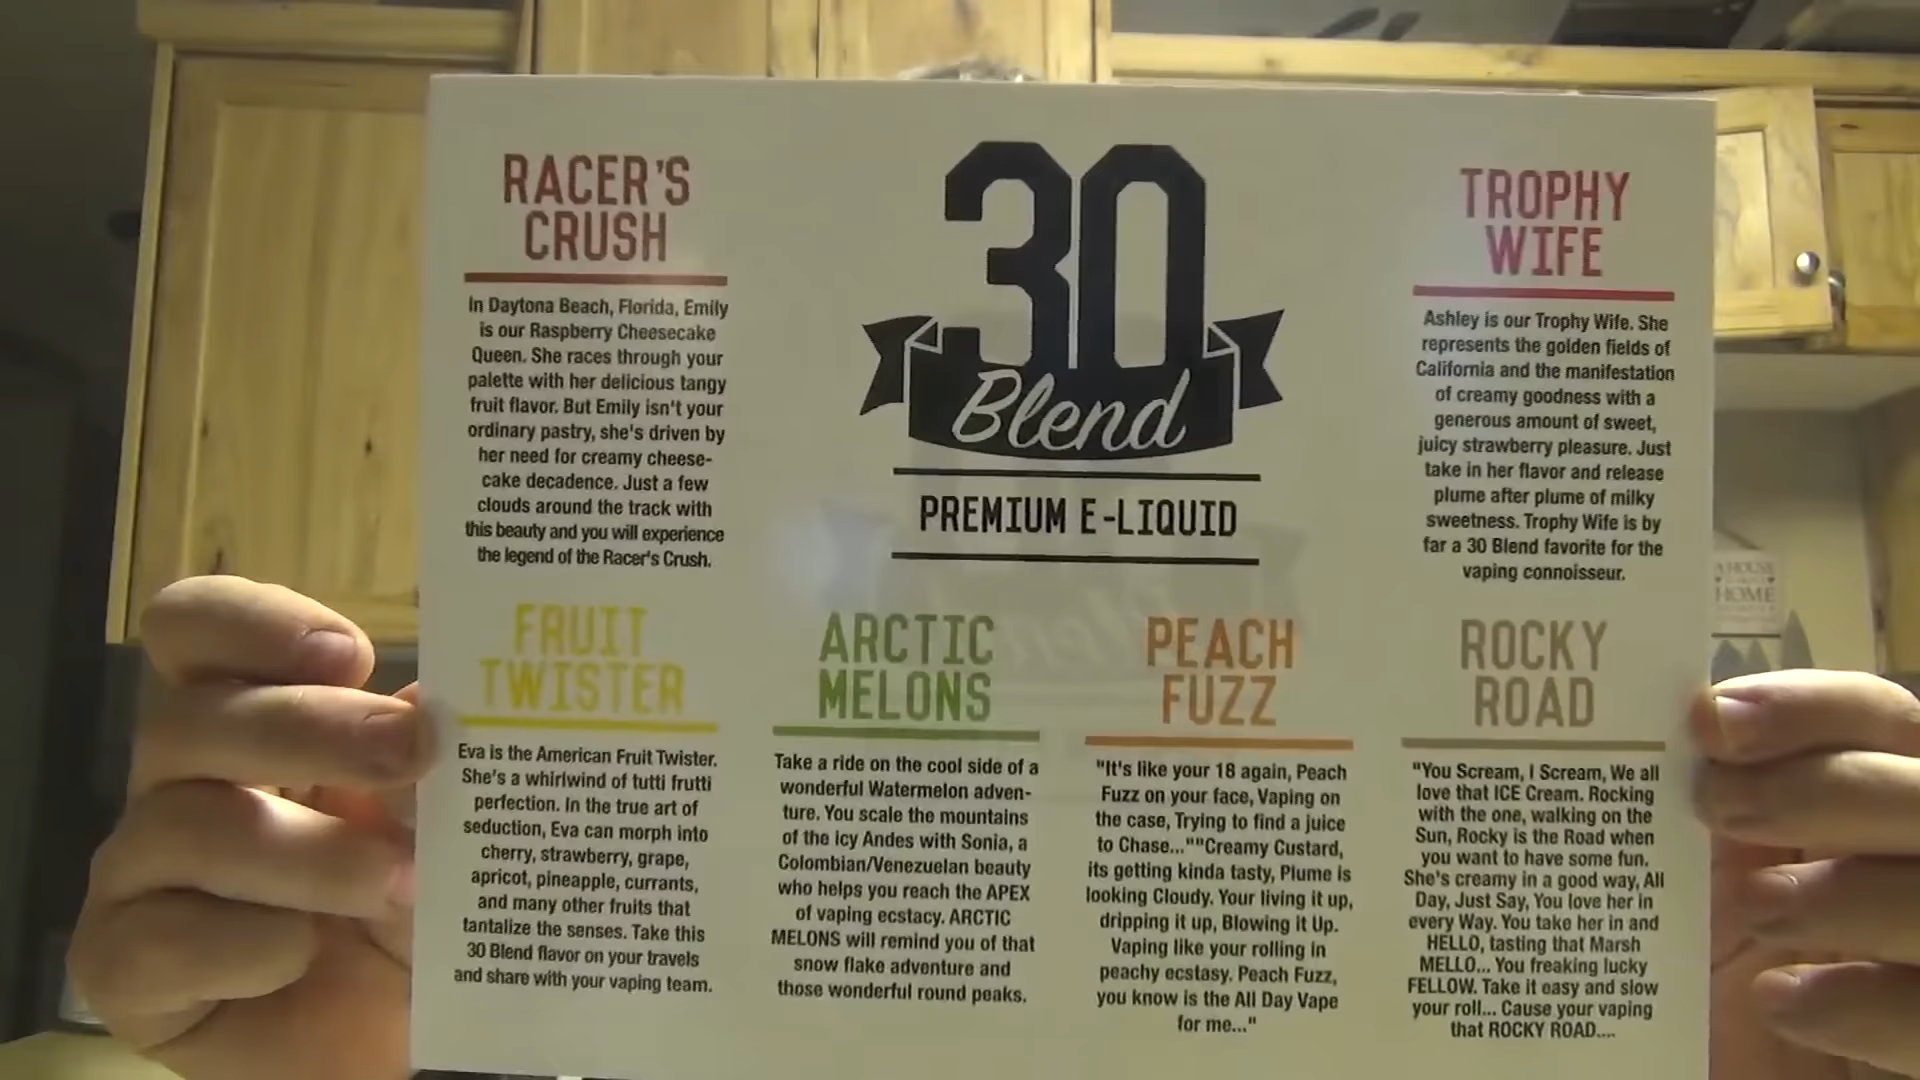 RACER'S
CRUSH
In Daytona Beach, Florida, Emily
is our Raspberry Cheesecake
Queen. She races through your
palette with her delicious tangy
fruit flavor. But Emily isn't your
ordinary pastry, she's driven by
her need for creamy cheese-
cake decadence. Just a few
clouds around the track with
this beauty and you will experience
the legend of the Racer's Crush.
30
Blend
PREMIUM E-LIQUID
TROPHY
WIFE
Ashley is our Trophy Wife. She
represents the golden fields of
California and the manifestation
of creamy goodness with a
generous amount of sweet,
juicy strawberry pleasure. Just
take in her flavor and release
plume after plume of milky
sweetness. Trophy Wife is by
far a 30 Blend favorite for the
vaping connoisseur.
FRUIT
TWISTER
Eva is the American Fruit Twister.
She's a whirlwind of tutti frutti
perfection. In the true art of
seduction, Eva can morph into
cherry, strawberry, grape,
apricot, pineapple, currants,
and many other fruits that
tantalize the senses. Take this
30 Blend flavor on your travels
and share with your vaping team.
ARCTIC
MELONS
Take a ride on the cool side of a
wonderful Watermelon adven-
ture. You scale the mountains
of the icy Andes with Sonia, a
Colombian/Venezuelan beauty
who helps you reach the APEX
of vaping ecstacy. ARCTIC
MELONS will remind you of that
snow flake adventure and
those wonderful round peaks.
PEACH
FUZZ
"It's like your 18 again, Peach
Fuzz on your face, Vaping on
the case, Trying to find a juice
to Chase...""Creamy Custard,
its getting kinda tasty, Plume is
looking Cloudy. Your living it up,
dripping it up, Blowing it Up.
Vaping like your rolling in
peachy ecstasy. Peach Fuzz,
you know is the All Day Vape
for me..."
ROCKY
ROAD
"You Scream, I Scream, We all
love that ICE Cream. Rocking
with the one, walking on the
Sun, Rocky is the Road when
you want to have some fun.
She's creamy in a good way, All
Day, Just Say, You love her in
every Way. You take her in and
HELLO, tasting that Marsh
MELLO... You freaking lucky
FELLOW. Take it easy and slow
your roll... Cause your vaping
that ROCKY ROAD....
A HOUSE
HOME